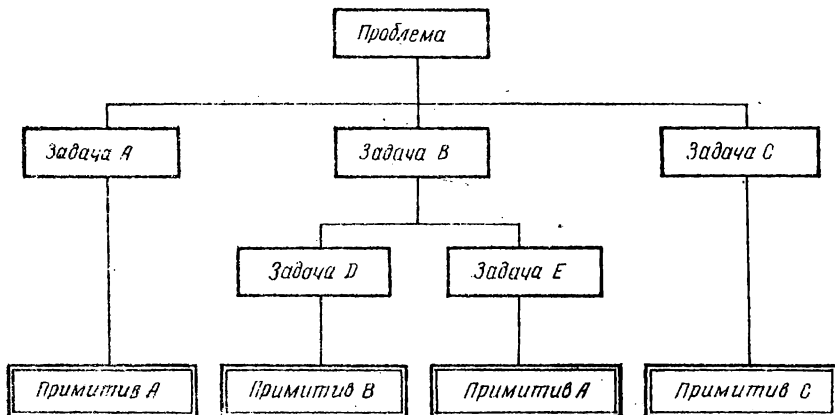 Проблема
Задача A
Задача B
Задача C
Задача D
Задача E
Примитив A
Примитив B
Примитив A
Примитив C